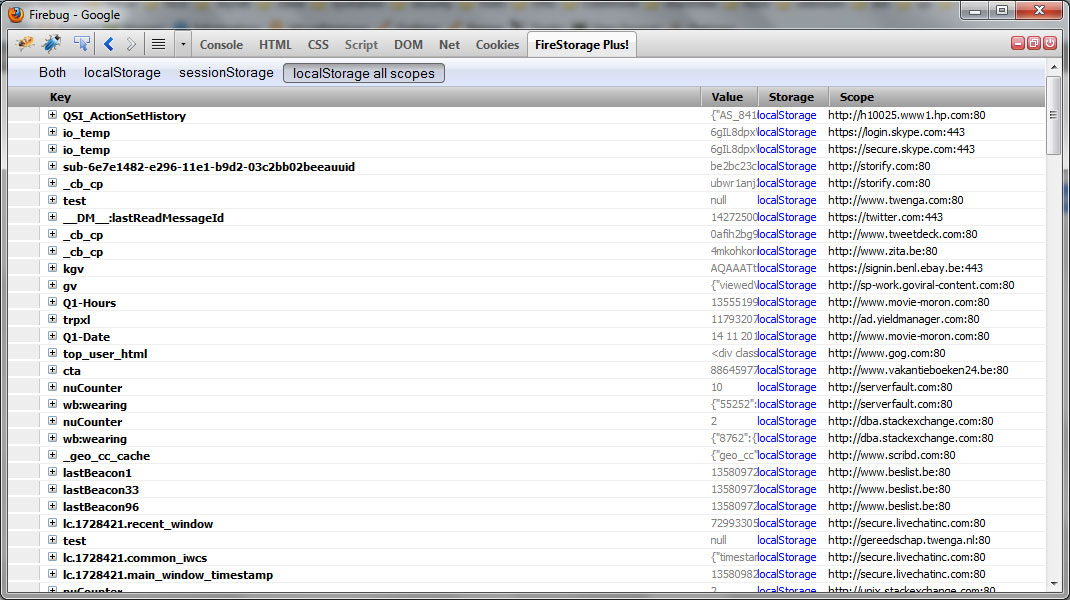 Firebug - Google
Console HTML CSS Script DOM Net Cookies FireStorage Plus!
Both localStorage sessionStorage localStorage all scopes
Key Value Storage Scope
QSI_ActionSetHistory {"AS_841 localStorage http://h10025.www1.hp.com:80
io_temp 6gIL8dpx\ localStorage https://login.skype.com:443
io_temp 6gIL8dpx\ localStorage https://secure.skype.com:443
sub-6e7e1482-e296-11e1-b9d2-03c2bb02beeauuid be2bc23c localStorage http://storify.com:80
_cb_cp ubwr1anj localStorage http://storify.com:80
test null localStorage http://www.twenga.com:80
__DM__:lastReadMessageId 14272500 localStorage https://twitter.com:443
_cb_cp 0afih2bg9 localStorage http://www.tweetdeck.com:80
_cb_cp 4mkohkor localStorage http://www.zita.be:80
kgv AQAAATt localStorage https://signin.benl.ebay.be:443
gv {"viewed\ localStorage http://sp-work.goviral-content.com:80
Q1-Hours 13555199 localStorage http://www.movie-moron.com:80
trpxl 11793207 localStorage http://ad.yieldmanager.com:80
Q1-Date 14 11 201 localStorage http://www.movie-moron.com:80
top_user_html <div class localStorage http://www.gog.com:80
cta 88645977 localStorage http://www.vakantieboeken24.be:80
nuCounter 10 localStorage http://serverfault.com:80
wb:wearing {"55252": localStorage http://serverfault.com:80
nuCounter 2 localStorage http://dba.stackexchange.com:80
wb:wearing {"8762":{ localStorage http://dba.stackexchange.com:80
_geo_cc_cache {"geo_cc" localStorage http://www.scribd.com:80
lastBeacon1 13580972 localStorage http://www.beslist.be:80
lastBeacon33 13580972 localStorage http://www.beslist.be:80
lastBeacon96 13580972 localStorage http://www.beslist.be:80
lc.1728421.recent_window 72993305 localStorage http://secure.livechatinc.com:80
test null localStorage http://gereedschap.twenga.nl:80
lc.1728421.common_iwcs {"timestar localStorage http://secure.livechatinc.com:80
lc.1728421.main_window_timestamp 13580982 localStorage http://secure.livechatinc.com:80
nuCounter 2 localStorage http://unix.stackexchange.com:80